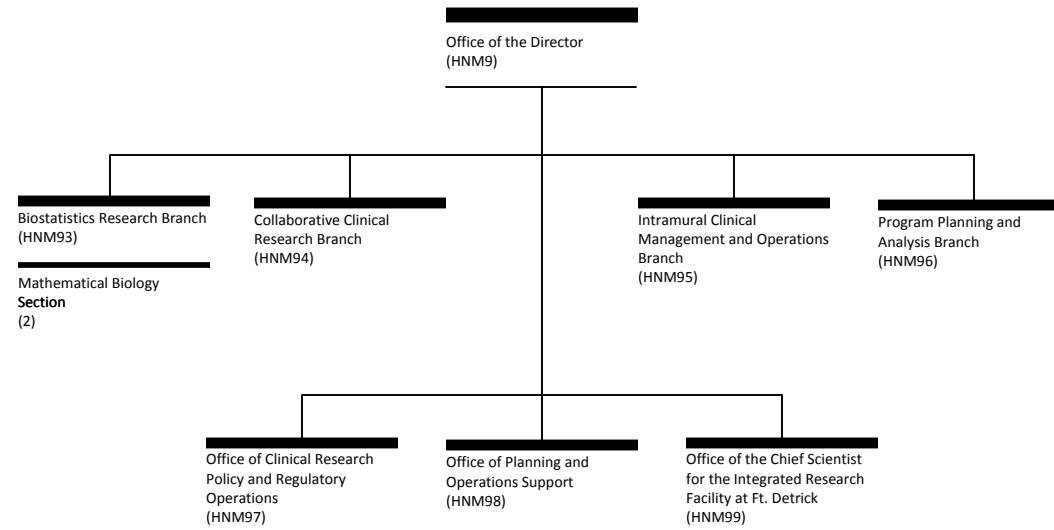 Office of the Director
(HNM9)
Biostatistics Research Branch
(HNM93)
Mathematical Biology
Section
(2)
Collaborative Clinical
Research Branch
(HNM94)
Intramural Clinical
Management and Operations
Branch
(HNM95)
Program Planning and
Analysis Branch
(HNM96)
Office of Clinical Research
Policy and Regulatory
Operations
(HNM97)
Office of Planning and
Operations Support
(HNM98)
Office of the Chief Scientist
for the Integrated Research
Facility at Ft. Detrick
(HNM99)